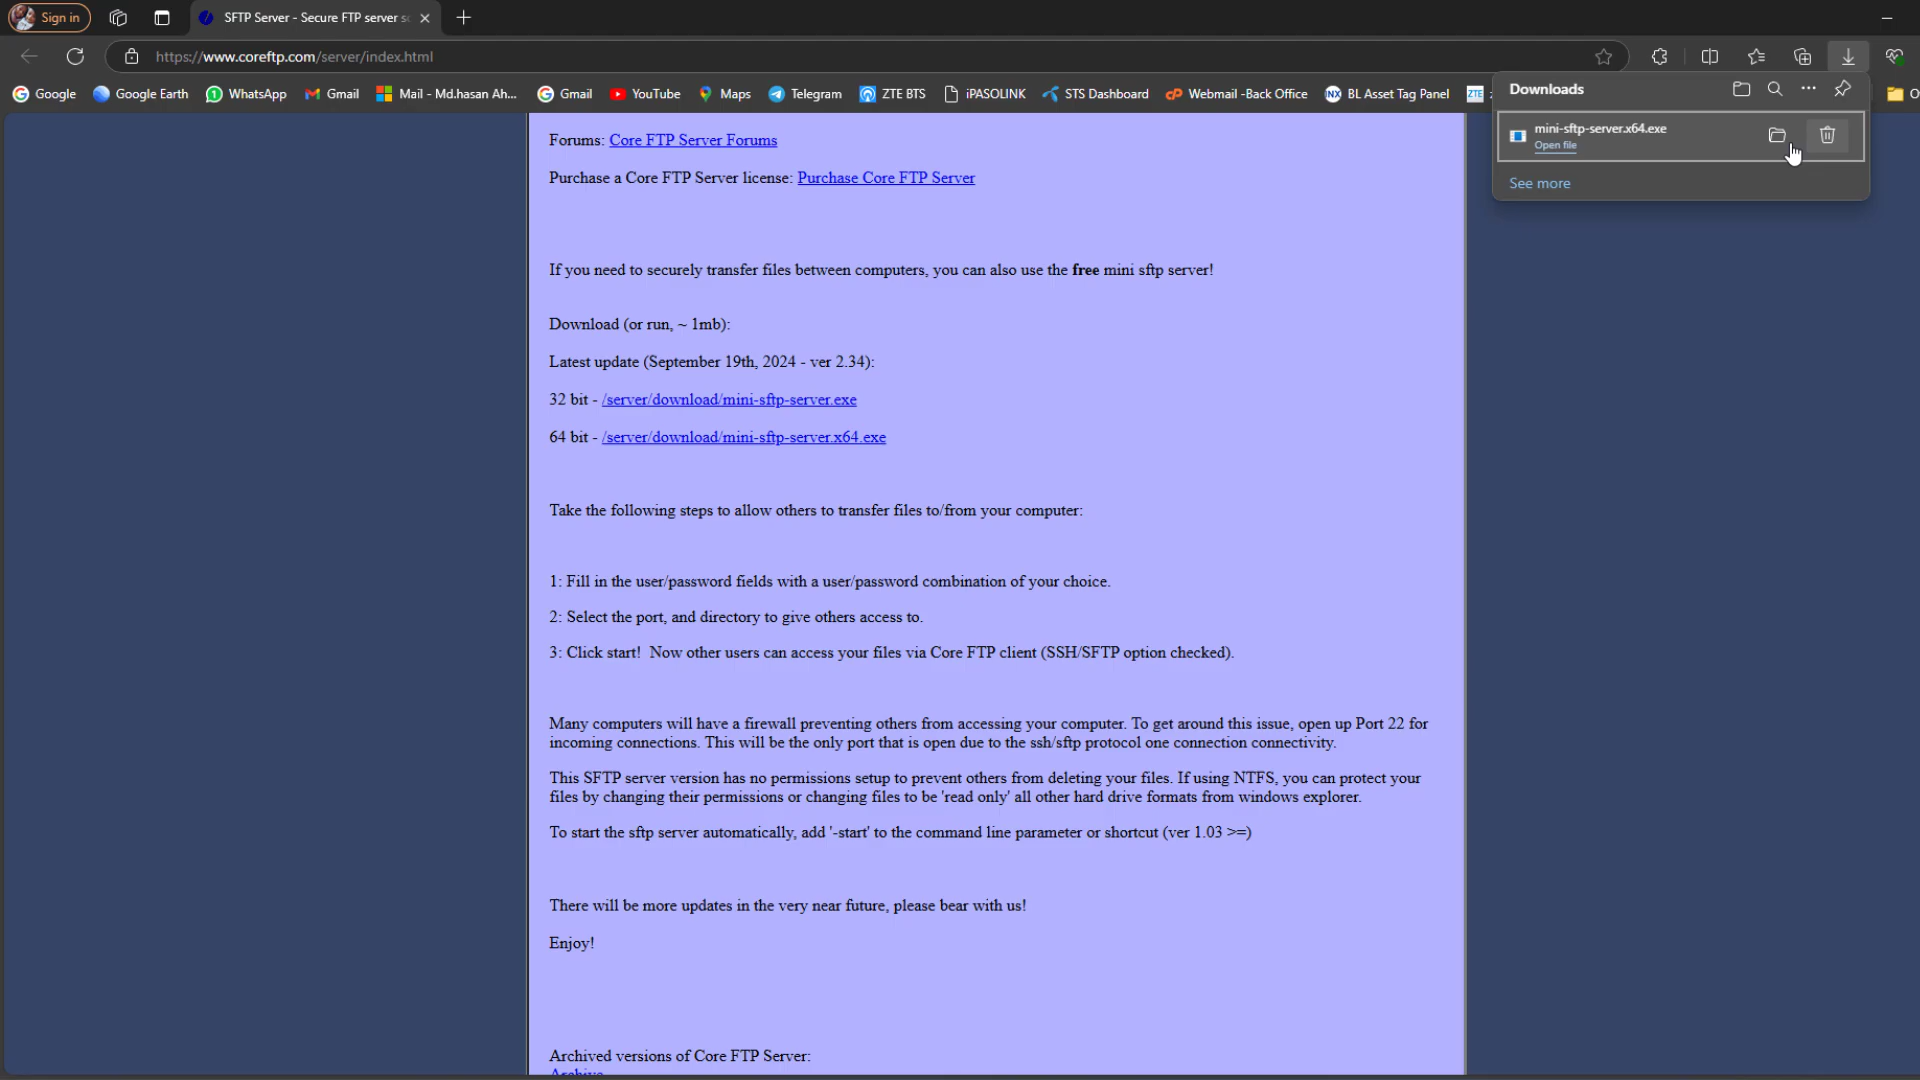 Sign in
SFTP Server - Secure FTP server s
https://www.coreftp.com/server/index.html
Google
Google Earth
WhatsApp
Gmail
Mail - Md.hasan Ah...
Gmail
YouTube
Maps
Telegram
ZTE BTS
iPASOLINK
STS Dashboard
Webmail -Back Office
BL Asset Tag Panel
Downloads
mini-sftp-server.x64.exe
Open file
See more
Forums: Core FTP Server Forums
Purchase a Core FTP Server license: Purchase Core FTP Server
If you need to securely transfer files between computers, you can also use the free mini sftp server!
Download (or run, ~ 1mb):
Latest update (September 19th, 2024 - ver 2.34):
32 bit - /server/download/mini-sftp-server.exe
64 bit - /server/download/mini-sftp-server.x64.exe
Take the following steps to allow others to transfer files to/from your computer:
1: Fill in the user/password fields with a user/password combination of your choice.
2: Select the port, and directory to give others access to.
3: Click start!  Now other users can access your files via Core FTP client (SSH/SFTP option checked).
Many computers will have a firewall preventing others from accessing your computer. To get around this issue, open up Port 22 for
incoming connections. This will be the only port that is open due to the ssh/sftp protocol one connection connectivity.
This SFTP server version has no permissions setup to prevent others from deleting your files. If using NTFS, you can protect your
files by changing their permissions or changing files to be 'read only' all other hard drive formats from windows explorer.
To start the sftp server automatically, add '-start' to the command line parameter or shortcut (ver 1.03 >=)
There will be more updates in the very near future, please bear with us!
Enjoy!
Archived versions of Core FTP Server:
Archive